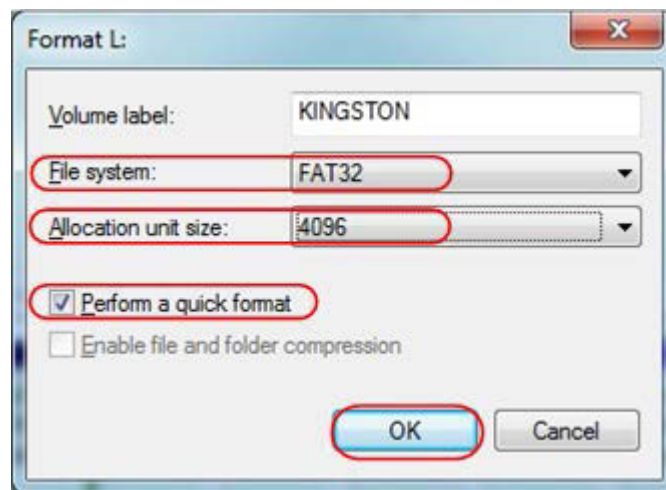 Format L:
Volume label: KINGSTON
File system: FAT32
Allocation unit size: 4096
Perform a quick format
Enable file and folder compression
OK Cancel